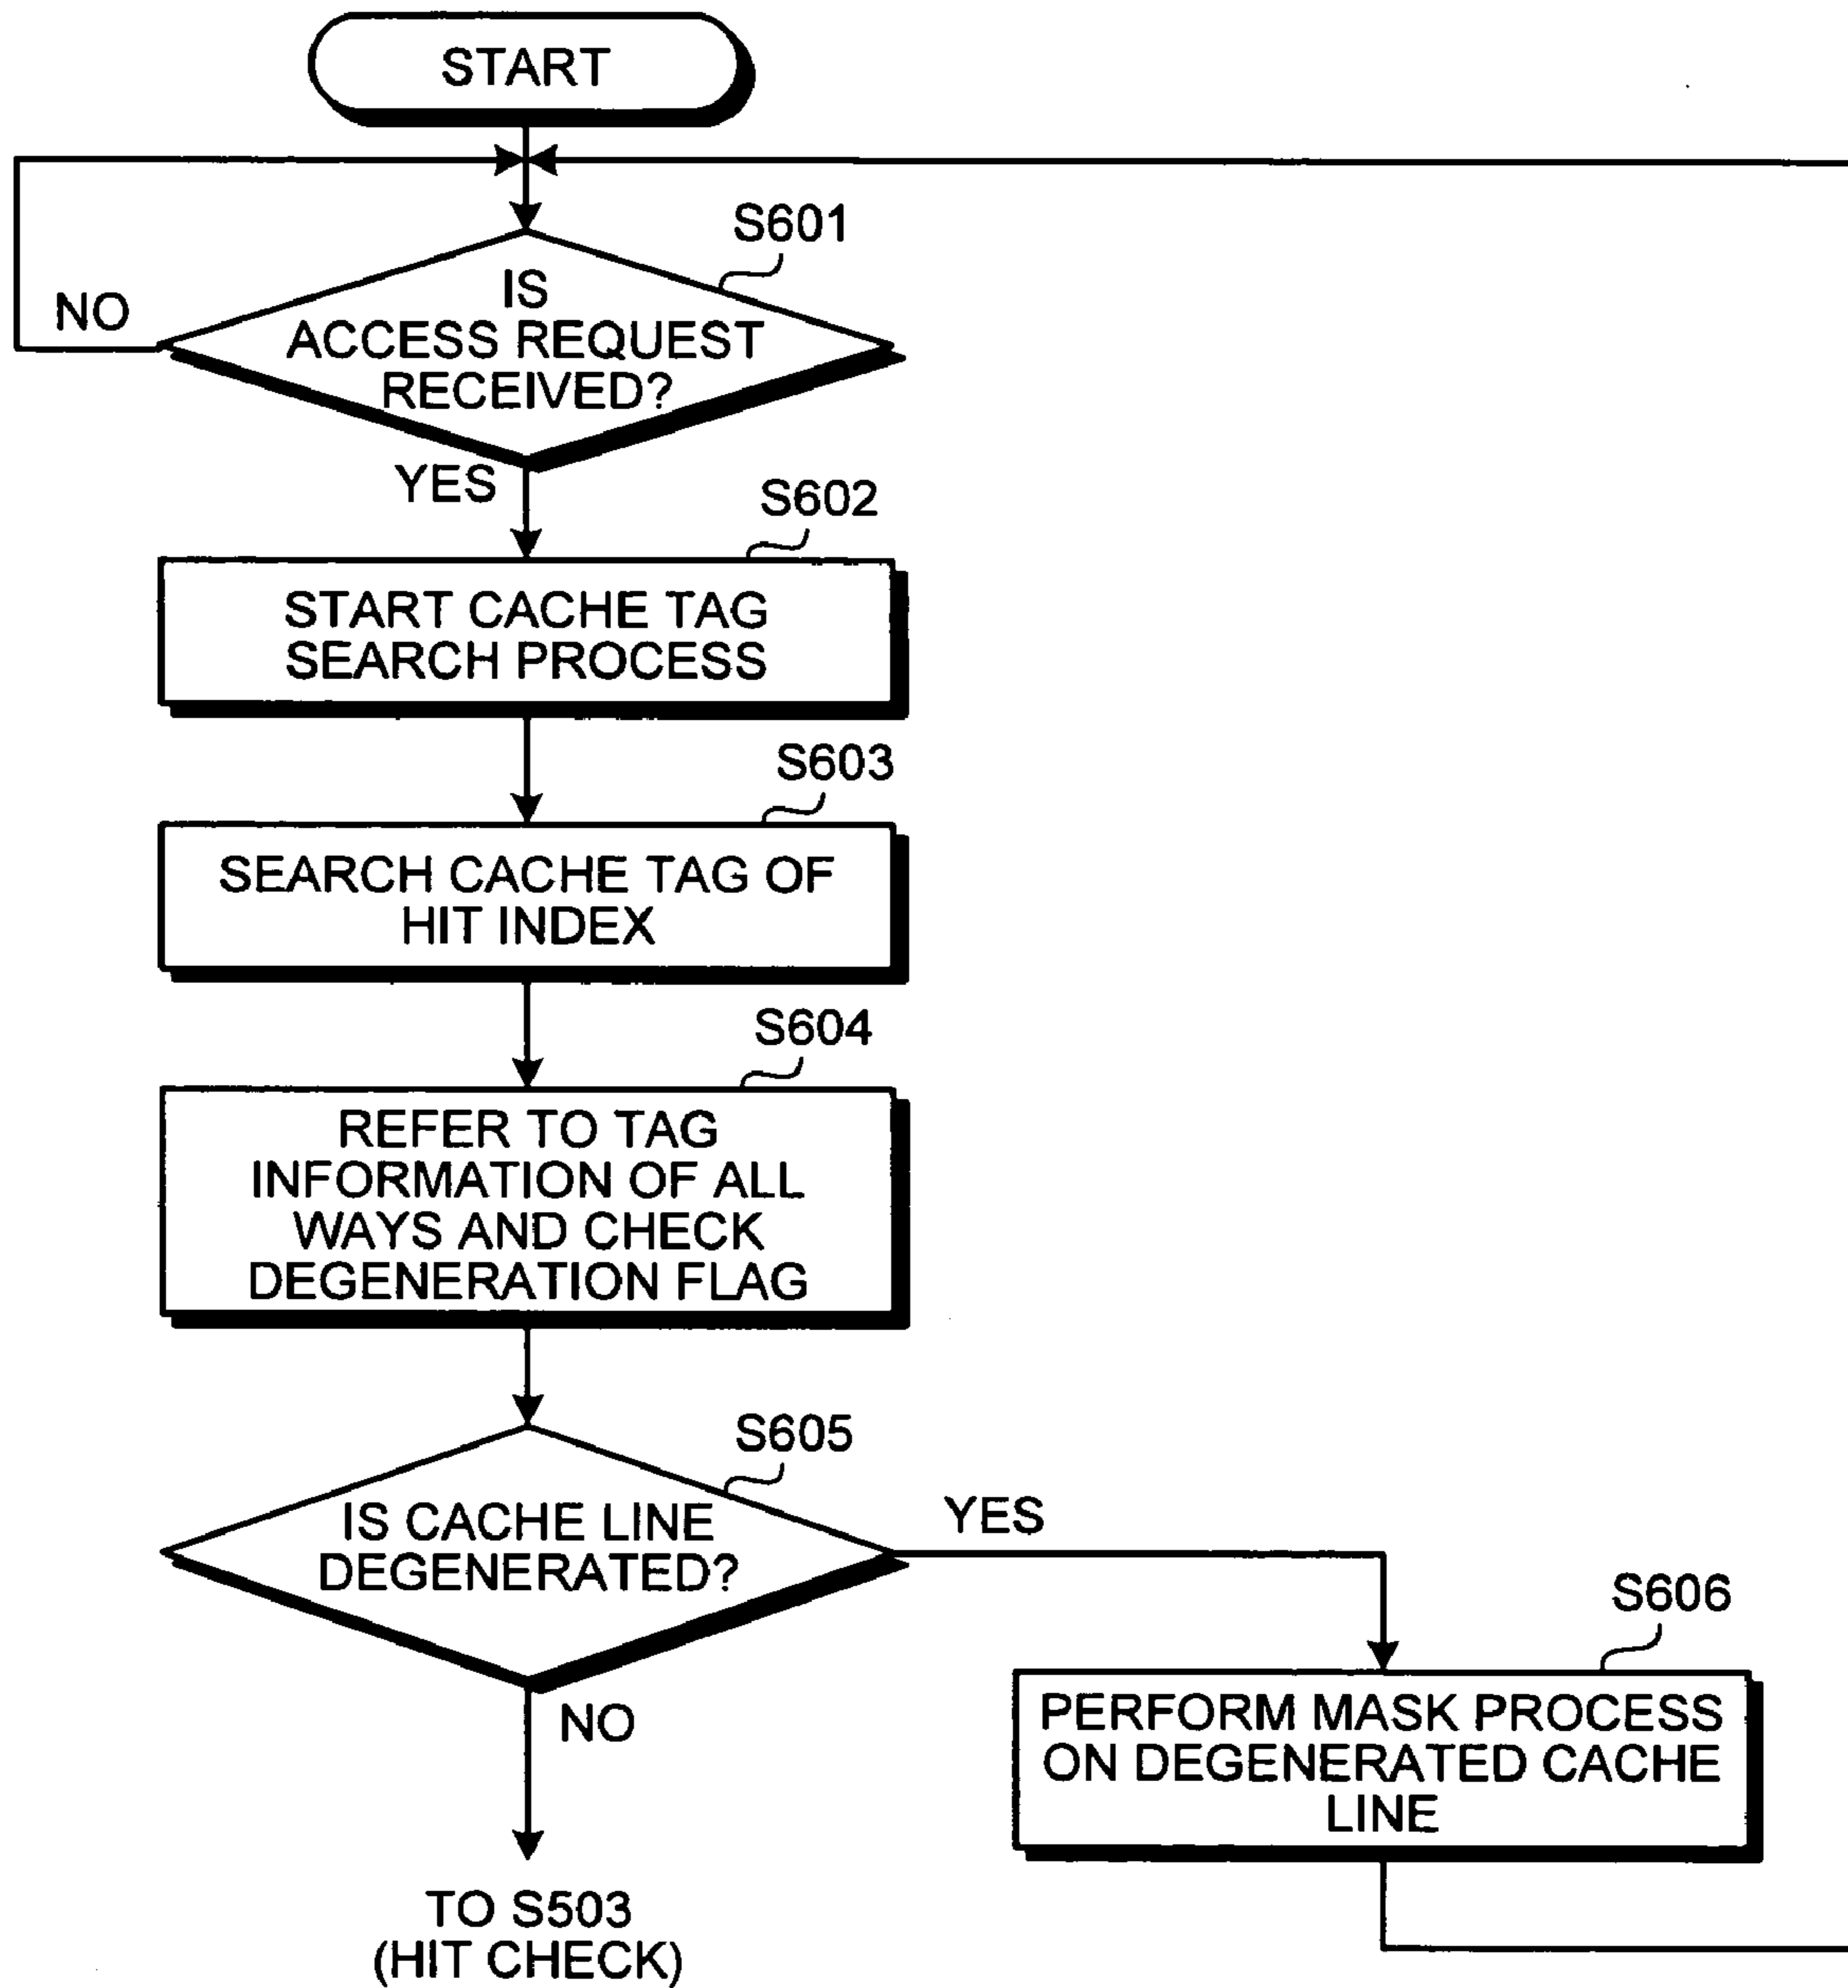 START
S601
IS
ACCESS REQUEST
RECEIVED?
NO
YES
S602
START CACHE TAG
SEARCH PROCESS
S603
SEARCH CACHE TAG OF
HIT INDEX
S604
REFER TO TAG
INFORMATION OF ALL
WAYS AND CHECK
DEGENERATION FLAG
S605
IS CACHE LINE
DEGENERATED?
YES
NO
S606
PERFORM MASK PROCESS
ON DEGENERATED CACHE
LINE
TO S503
(HIT CHECK)